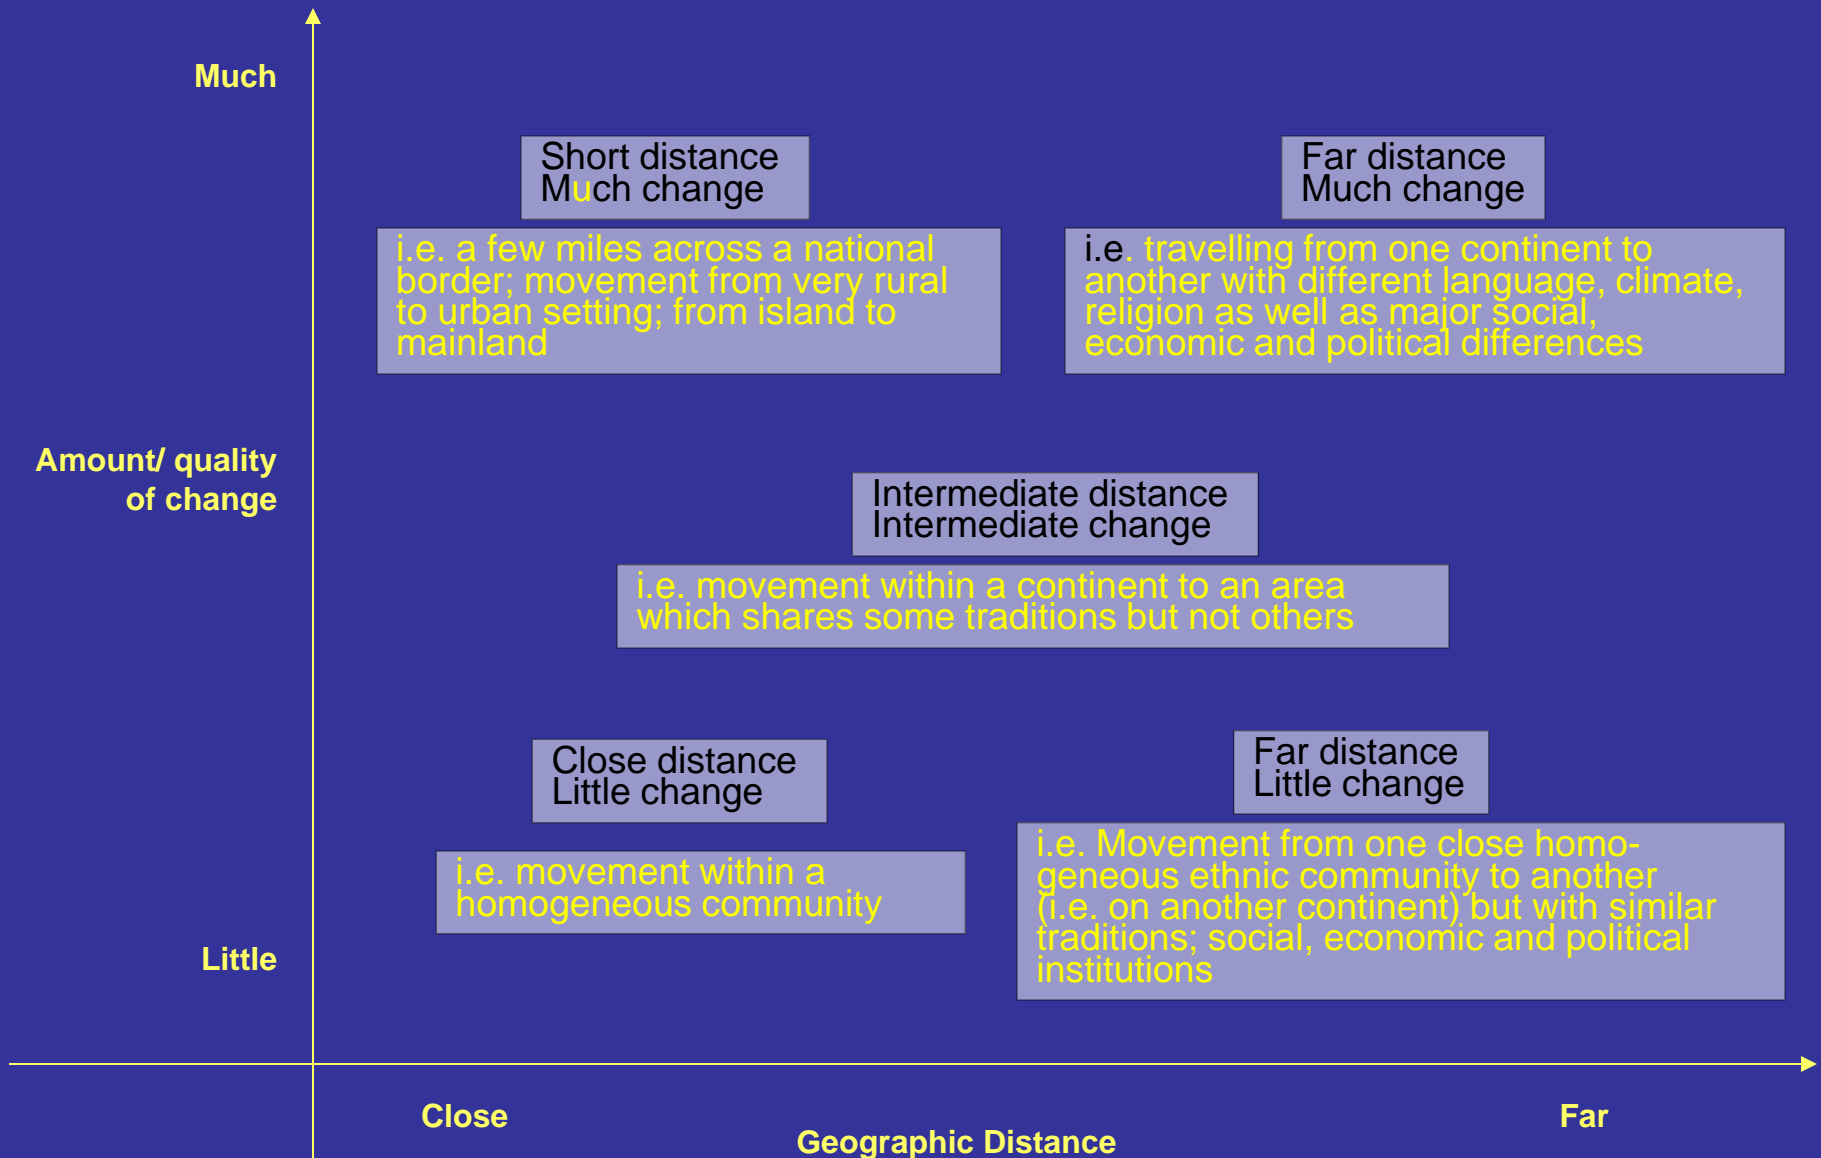 Much
Short distance
Much change
i.e. a few miles across a national
border; movement from very rural
to urban setting; from island to
mainland
Far distance
Much change
i.e. travelling from one continent to
another with different language, climate,
religion as well as major social,
economic and political differences
Amount/ quality
of change
Intermediate distance
Intermediate change
i.e. movement within a continent to an area
which shares some traditions but not others
Close distance
Little change
i.e. movement within a
homogeneous community
Far distance
Little change
i.e. Movement from one close homo-
geneous ethnic community to another
(i.e. on another continent) but with similar
traditions; social, economic and political
institutions
Little
Close
Far
Geographic Distance